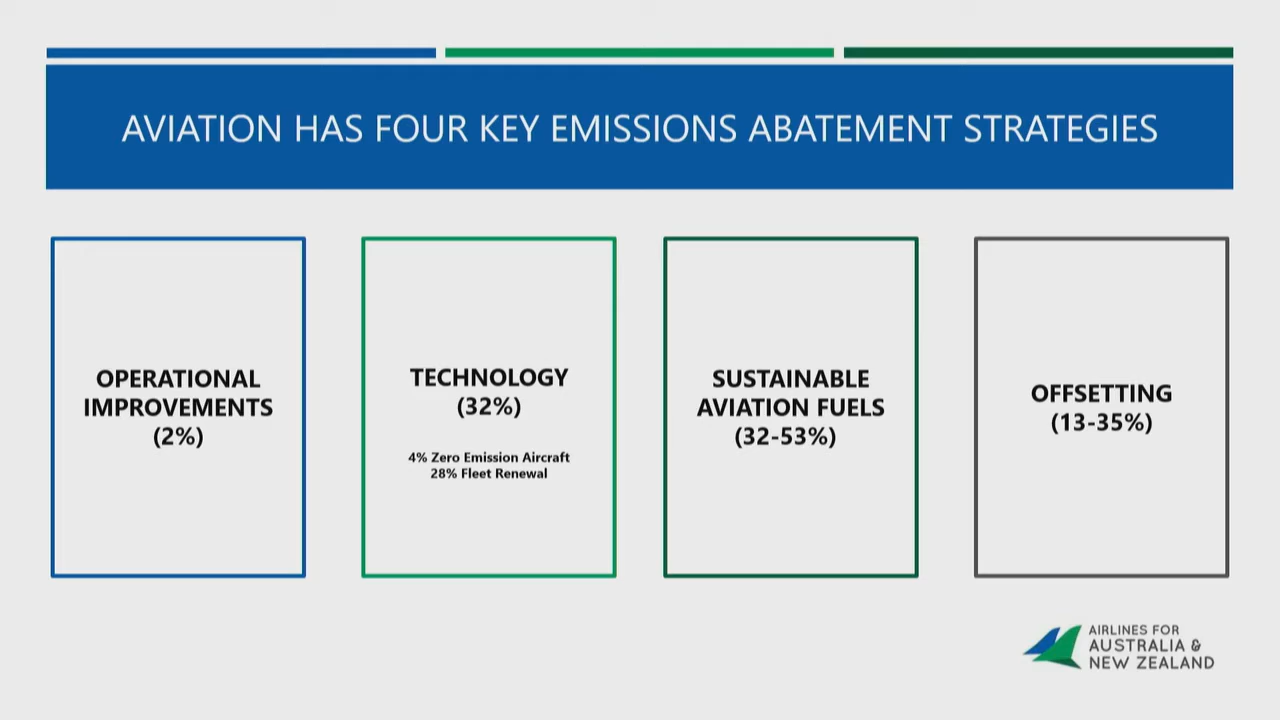 AVIATION HAS FOUR KEY EMISSIONS ABATEMENT STRATEGIES
OPERATIONAL
IMPROVEMENTS
(2%)
TECHNOLOGY
(32%)
4% Zero Emission Aircraft
28% Fleet Renewal
SUSTAINABLE
AVIATION FUELS
(32-53%)
OFFSETTING
(13-35%)
AIRLINES FOR
AUSTRALIA &
NEW ZEALAND